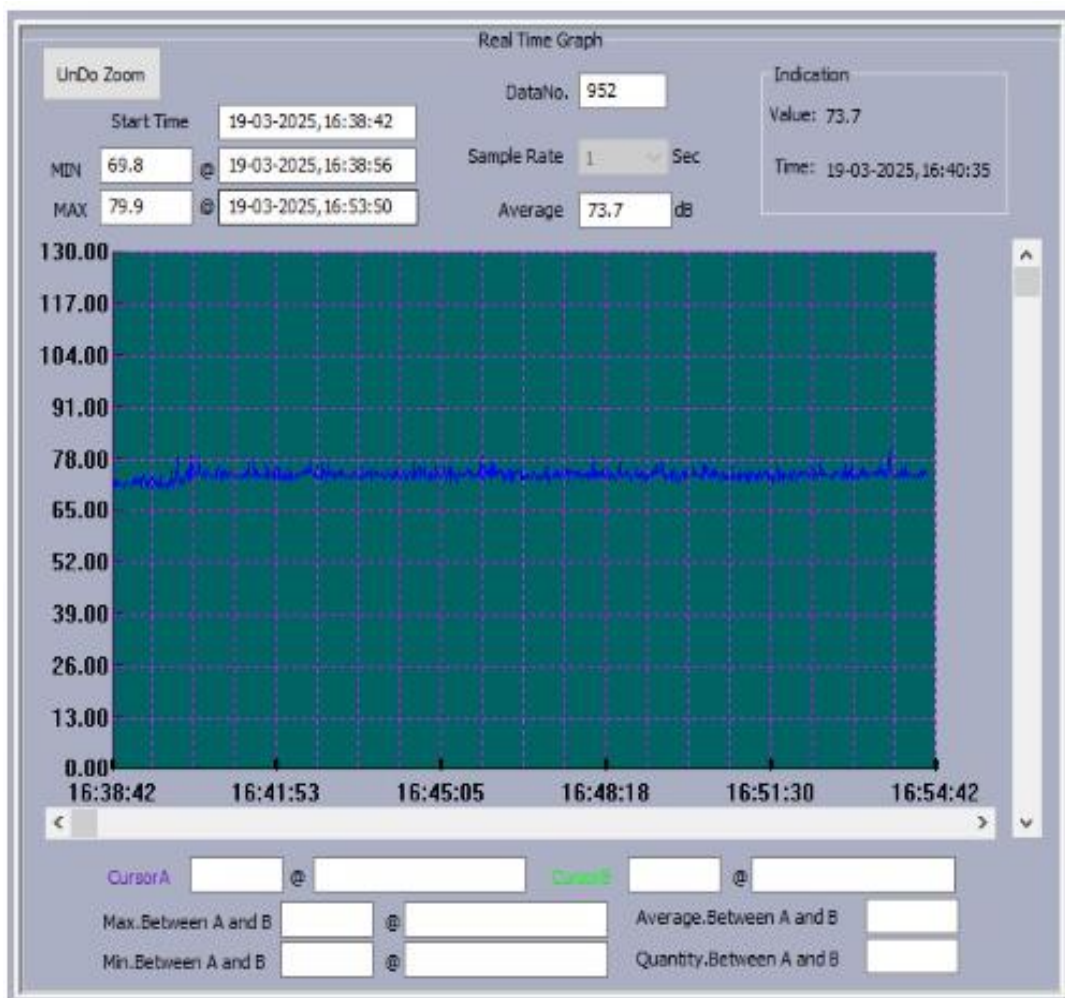 Real Time Graph
UnDo Zoom
DataNo. 952
Indication
Value: 73.7
Start Time 19-03-2025,16:38:42
MIN 69.8 @ 19-03-2025,16:38:56
Sample Rate 1 Sec
Time: 19-03-2025,16:40:35
MAX 79.9 @ 19-03-2025,16:53:50
Average 73.7 dB
130.00
117.00
104.00
91.00
78.00
65.00
52.00
39.00
26.00
13.00
0.00
16:38:42 16:41:53 16:45:05 16:48:18 16:51:30 16:54:42
CursorA @ CursorB @
Max.Between A and B @ Average.Between A and B
Min.Between A and B @ Quantity.Between A and B